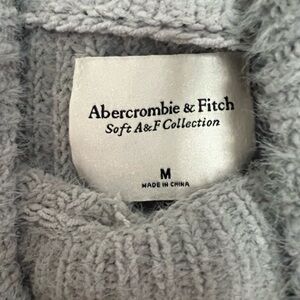 Abercrombie & Fitch
Soft A&F Collection
M
MADE IN CHINA